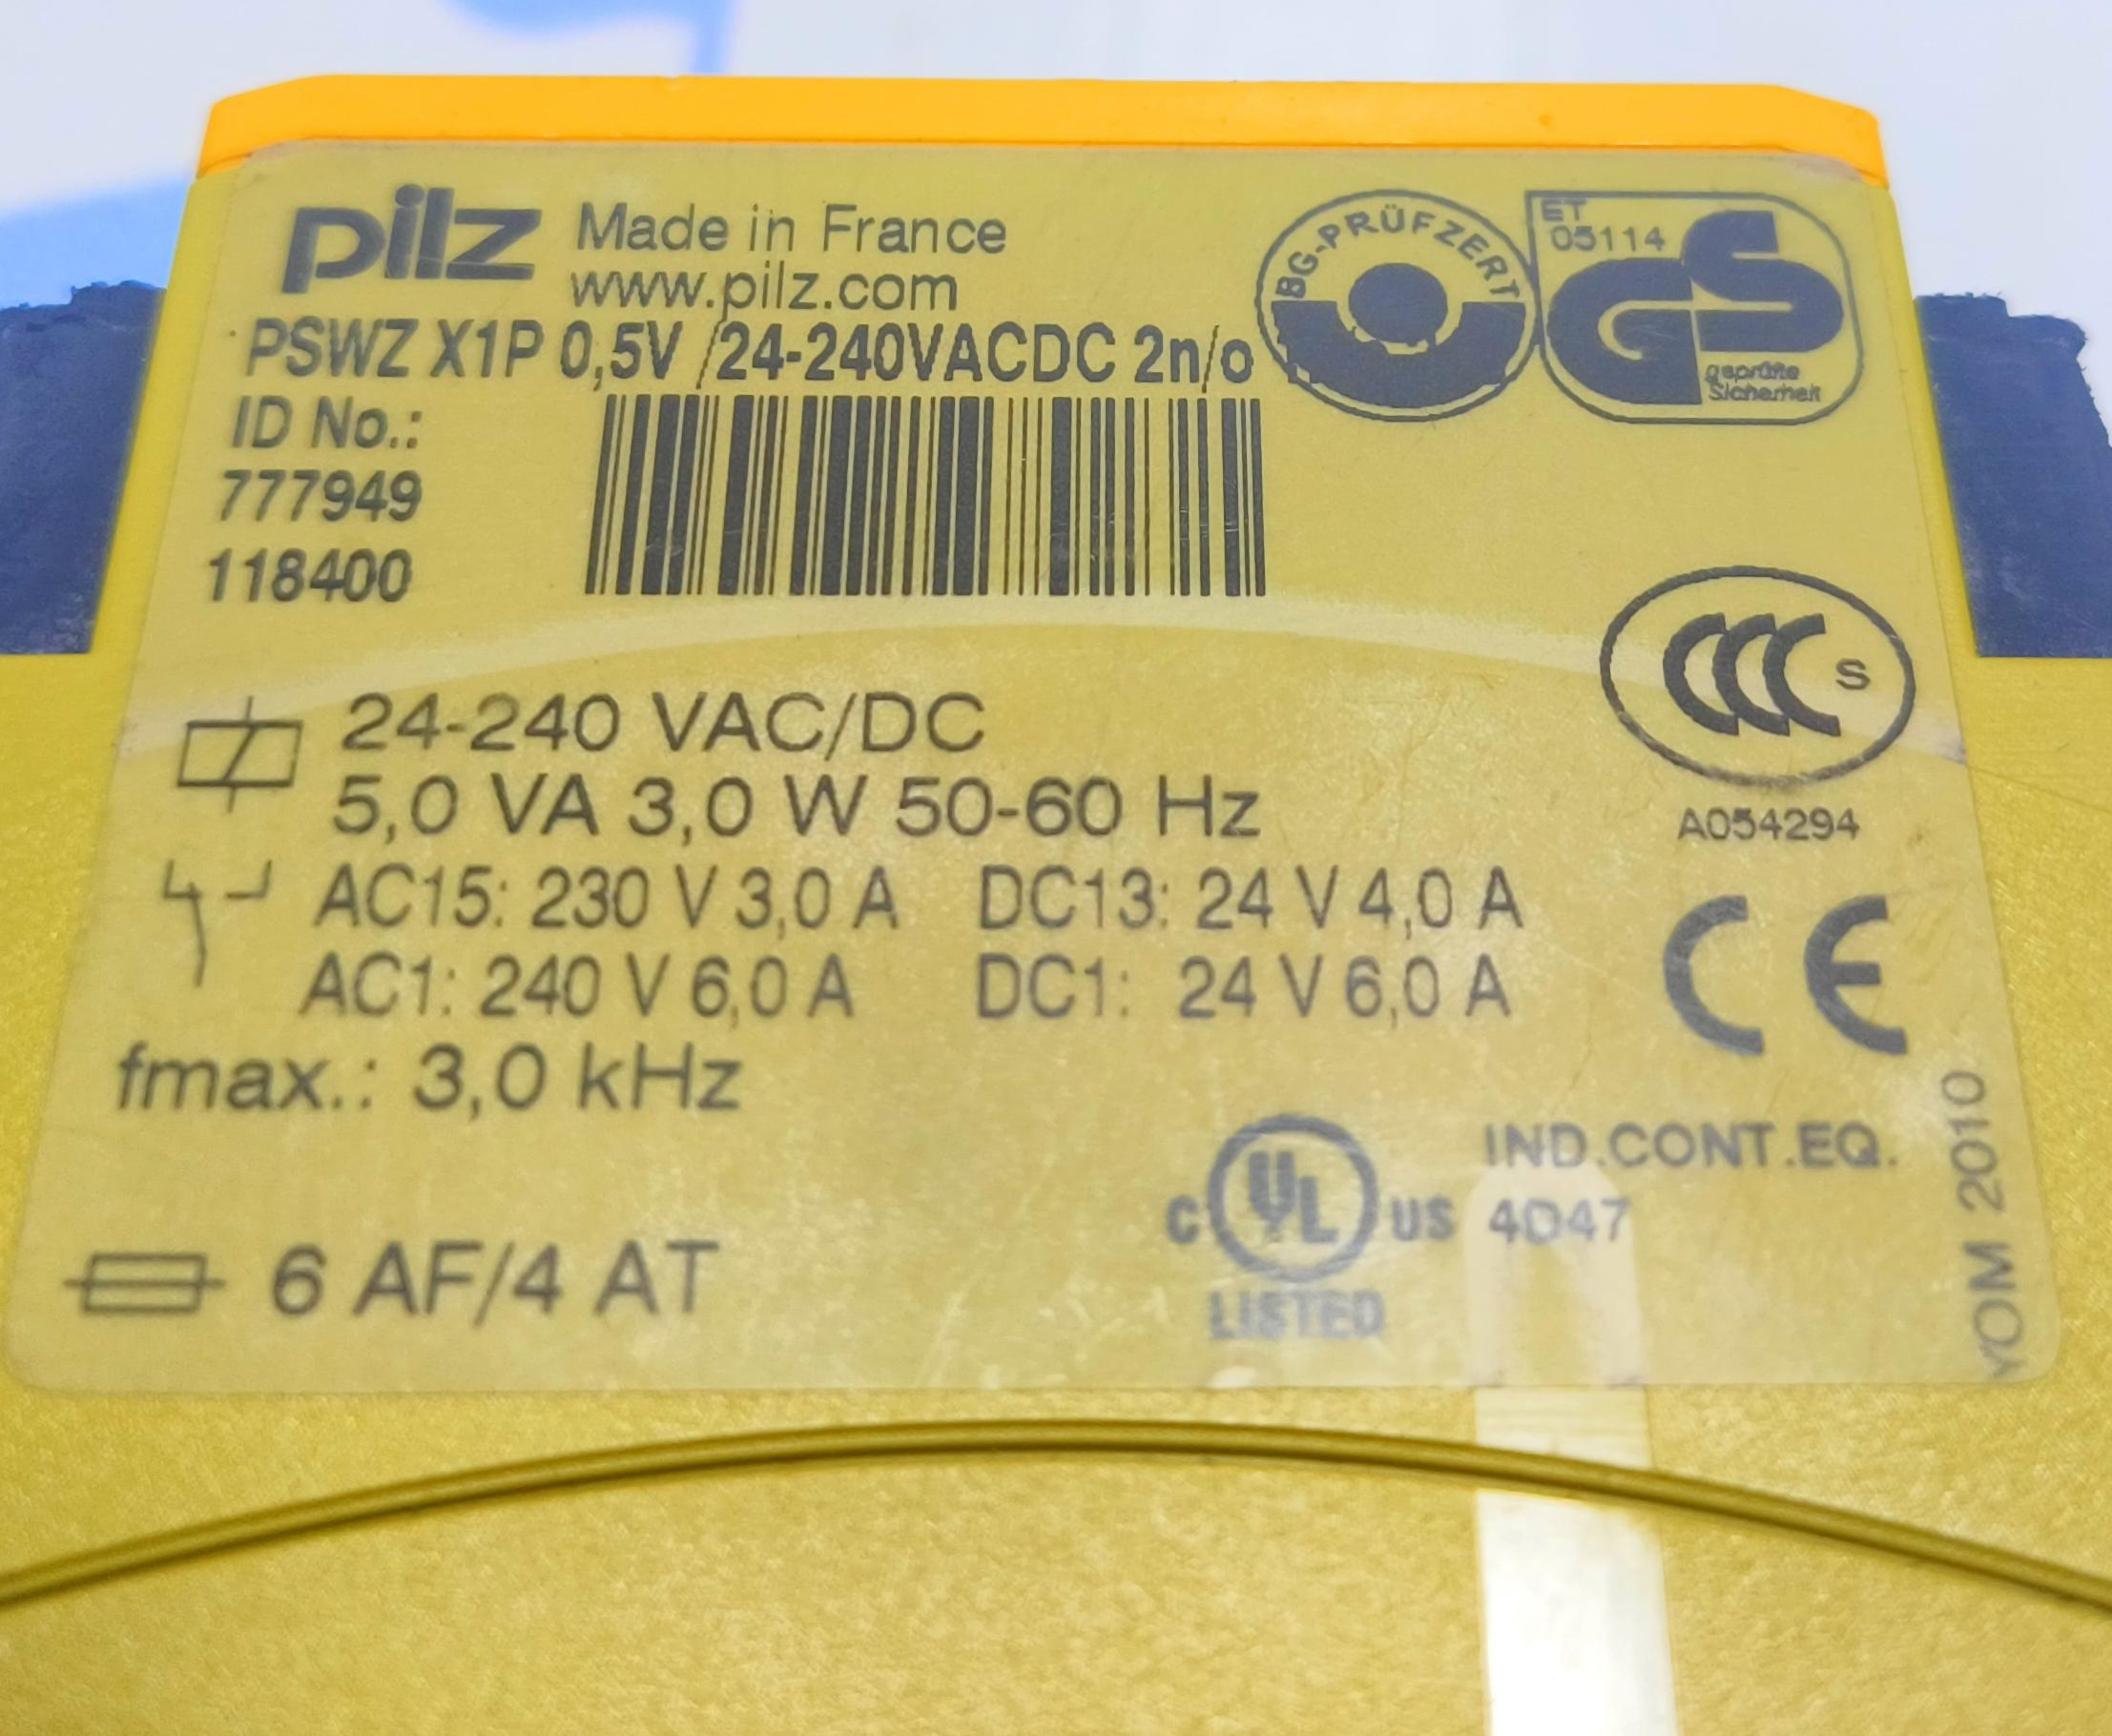 pilz Made in France
www.pilz.com
PSWZ X1P 0,5V /24-240VACDC 2n/o
BG-PRÜFZERT
ET
05114
GS
geprüfte
Sicherheit
ID No.:
777949
118400
CCC S
A054294
24-240 VAC/DC
5,0 VA 3,0 W 50-60 Hz
AC15: 230 V 3,0 A DC13: 24 V 4,0 A
AC1: 240 V 6,0 A DC1: 24 V 6,0 A
CE
fmax.: 3,0 kHz
6 AF/4 AT
C UL US
LISTED
IND.CONT.EQ.
4D47
YOM 2010